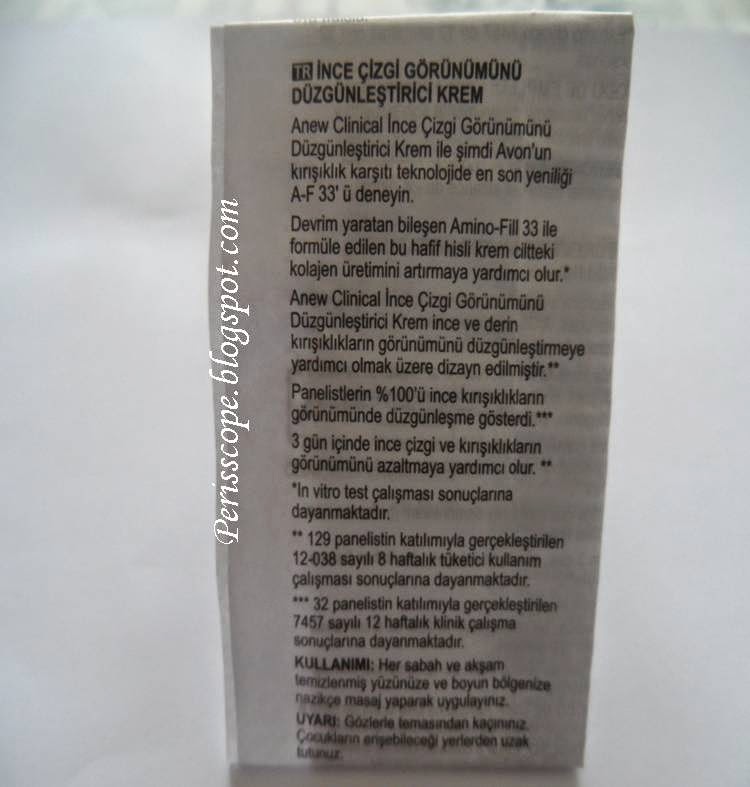 TR İNCE ÇİZGİ GÖRÜNÜMÜNÜ
DÜZGÜNLEŞTİRİCİ KREM
Anew Clinical İnce Çizgi Görünümünü
Düzgünleştirici Krem ile şimdi Avon'un
kırışıklık karşıtı teknolojide en son yeniliği
A-F 33' ü deneyin.
Devrim yaratan bileşen Amino-Fill 33 ile
formüle edilen bu hafif hisli krem ciltteki
kolajen üretimini artırmaya yardımcı olur.*
Anew Clinical İnce Çizgi Görünümünü
Düzgünleştirici Krem ince ve derin
kırışıklıkların görünümünü düzgünleştirmeye
yardımcı olmak üzere dizayn edilmiştir.**
Panelistlerin %100'ü ince kırışıklıkların
görünümünde düzgünleşme gösterdi.***
3 gün içinde ince çizgi ve kırışıklıkların
görünümünü azaltmaya yardımcı olur. **
*In vitro test çalışması sonuçlarına
dayanmaktadır.
** 129 panelistin katılımıyla gerçekleştirilen
12-038 sayılı 8 haftalık tüketici kullanım
çalışması sonuçlarına dayanmaktadır.
*** 32 panelistin katılımıyla gerçekleştirilen
7457 sayılı 12 haftalık klinik çalışma
sonuçlarına dayanmaktadır.
KULLANIMI: Her sabah ve akşam
temizlenmiş yüzünüze ve boyun bölgenize
nazikçe masaj yaparak uygulayınız.
UYARI: Gözlerle temasından kaçınınız.
Çocukların erişebileceği yerlerden uzak
tutunuz.
Perisscope.blogspot.com